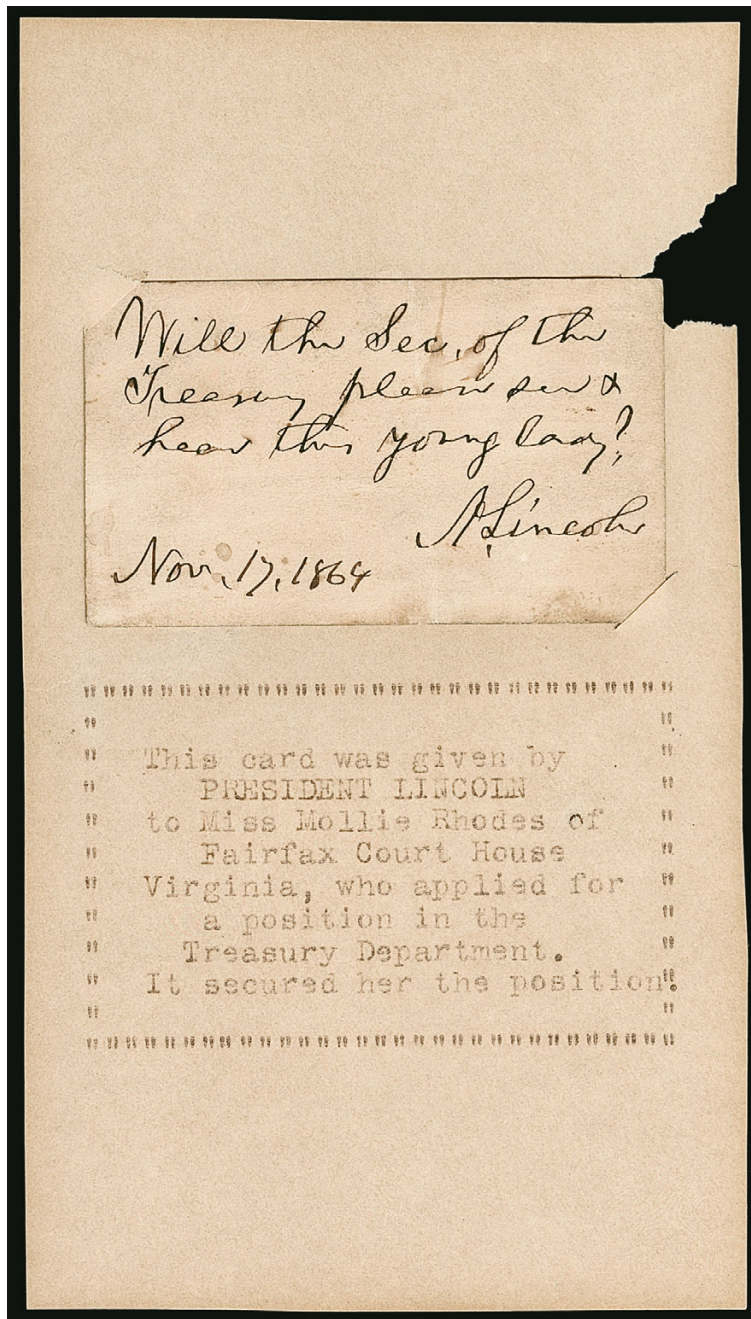 Will the Sec. of the
Treasury please see &
hear this young lady?
A. Lincoln
Nov. 17, 1864
This card was given by
PRESIDENT LINCOLN
to Miss Mollie Rhodes of
Fairfax Court House
Virginia, who applied for
a position in the
Treasury Department.
It secured her the position.